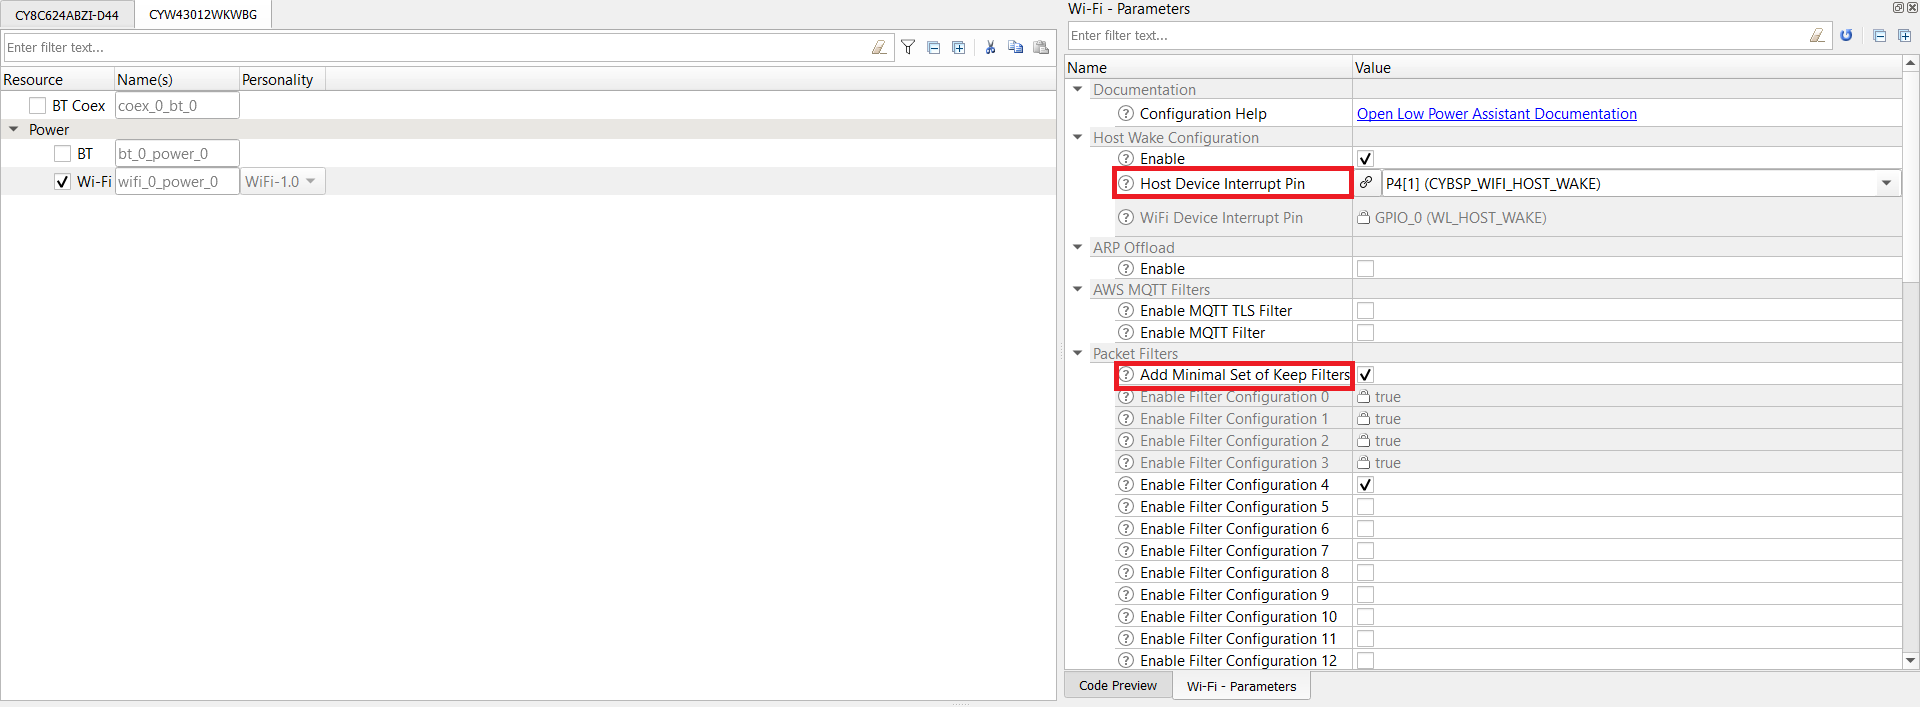 CY8C624ABZI-D44 CYW43012WKWBG
Enter filter text...
Resource Name(s) Personality
BT Coex coex_0_bt_0
Power
BT bt_0_power_0
Wi-Fi wifi_0_power_0 WiFi-1.0
Wi-Fi - Parameters
Enter filter text...
Name Value
Documentation
Configuration Help Open Low Power Assistant Documentation
Host Wake Configuration
Enable
Host Device Interrupt Pin P4[1] (CYBSP_WIFI_HOST_WAKE)
WiFi Device Interrupt Pin GPIO_0 (WL_HOST_WAKE)
ARP Offload
Enable
AWS MQTT Filters
Enable MQTT TLS Filter
Enable MQTT Filter
Packet Filters
Add Minimal Set of Keep Filters
Enable Filter Configuration 0 true
Enable Filter Configuration 1 true
Enable Filter Configuration 2 true
Enable Filter Configuration 3 true
Enable Filter Configuration 4
Enable Filter Configuration 5
Enable Filter Configuration 6
Enable Filter Configuration 7
Enable Filter Configuration 8
Enable Filter Configuration 9
Enable Filter Configuration 10
Enable Filter Configuration 11
Enable Filter Configuration 12
Code Preview Wi-Fi - Parameters